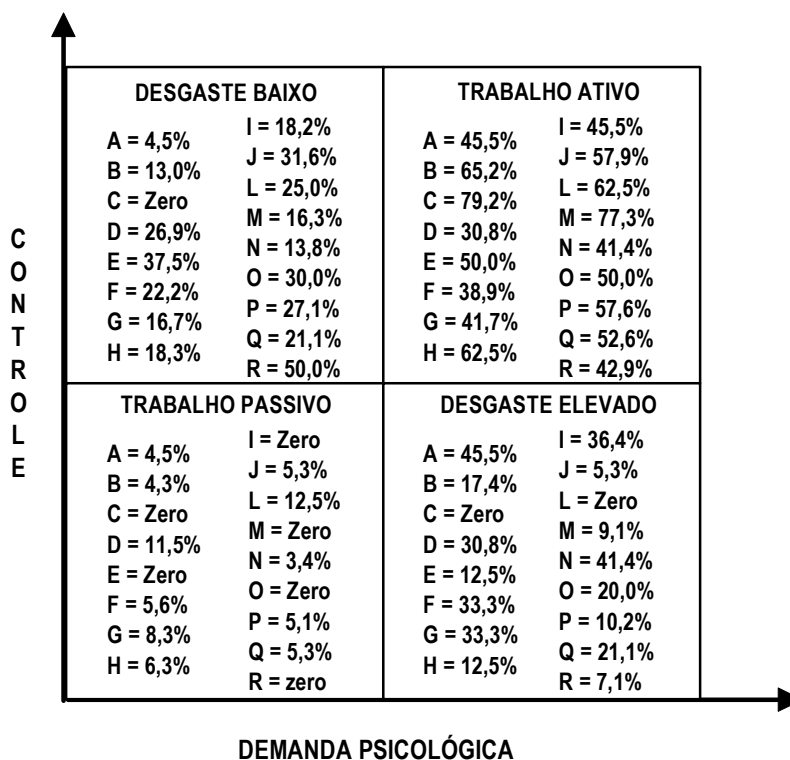 CONTROLE
DESGASTE BAIXO
A = 4,5%
B = 13,0%
C = Zero
D = 26,9%
E = 37,5%
F = 22,2%
G = 16,7%
H = 18,3%
I = 18,2%
J = 31,6%
L = 25,0%
M = 16,3%
N = 13,8%
O = 30,0%
P = 27,1%
Q = 21,1%
R = 50,0%
TRABALHO ATIVO
A = 45,5%
B = 65,2%
C = 79,2%
D = 30,8%
E = 50,0%
F = 38,9%
G = 41,7%
H = 62,5%
I = 45,5%
J = 57,9%
L = 62,5%
M = 77,3%
N = 41,4%
O = 50,0%
P = 57,6%
Q = 52,6%
R = 42,9%
TRABALHO PASSIVO
A = 4,5%
B = 4,3%
C = Zero
D = 11,5%
E = Zero
F = 5,6%
G = 8,3%
H = 6,3%
I = Zero
J = 5,3%
L = 12,5%
M = Zero
N = 3,4%
O = Zero
P = 5,1%
Q = 5,3%
R = zero
DESGASTE ELEVADO
A = 45,5%
B = 17,4%
C = Zero
D = 30,8%
E = 12,5%
F = 33,3%
G = 33,3%
H = 12,5%
I = 36,4%
J = 5,3%
L = Zero
M = 9,1%
N = 41,4%
O = 20,0%
P = 10,2%
Q = 21,1%
R = 7,1%
DEMANDA PSICOLÓGICA